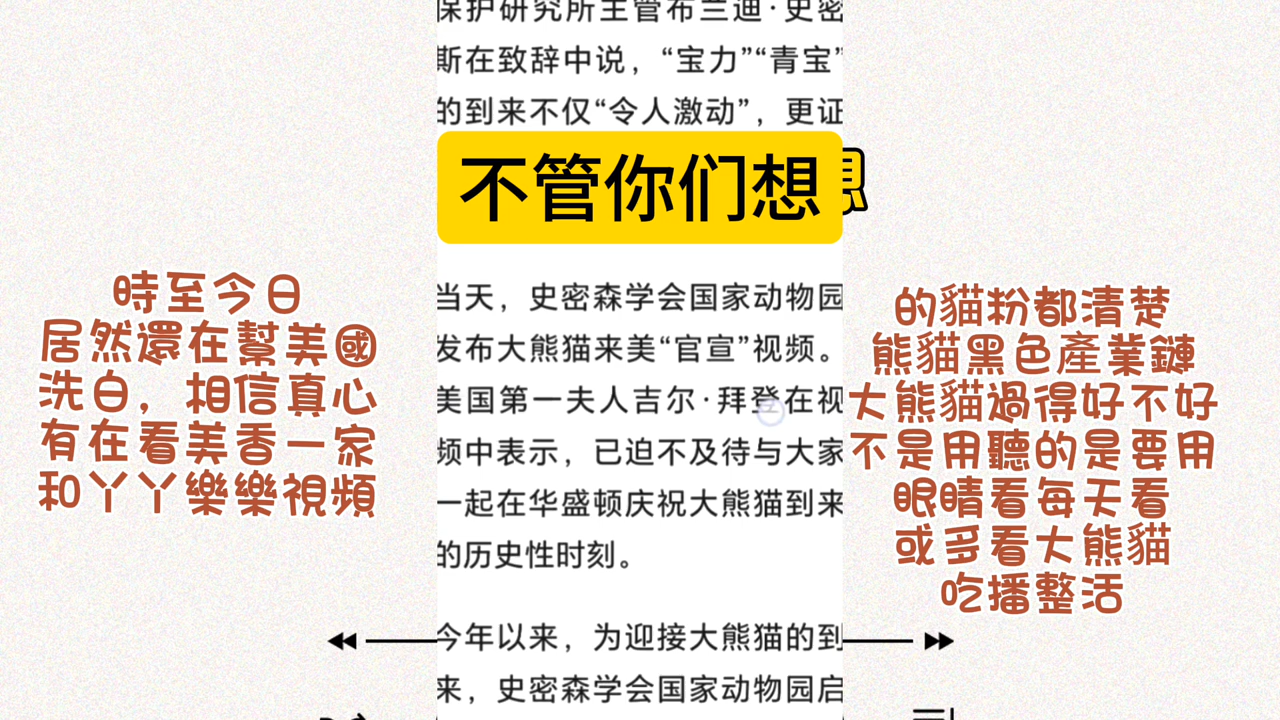 保护研究所主管布兰迪·史密
斯在致辞中说，“宝力”“青宝”
的到来不仅“令人激动”，更证
不管你们想
想
当天，史密森学会国家动物园
发布大熊猫来美“官宣”视频。
美国第一夫人吉尔·拜登在视
频中表示，已迫不及待与大家
一起在华盛顿庆祝大熊猫到来
的历史性时刻。
今年以来，为迎接大熊猫的到
来，史密森学会国家动物园启
時至今日
居然還在幫美國
洗白，相信真心
有在看美香一家
和丫丫樂樂視頻
的貓粉都清楚
熊貓黑色產業鏈
大熊貓過得好不好
不是用聽的是要用
眼睛看每天看
或多看大熊貓
吃播整活